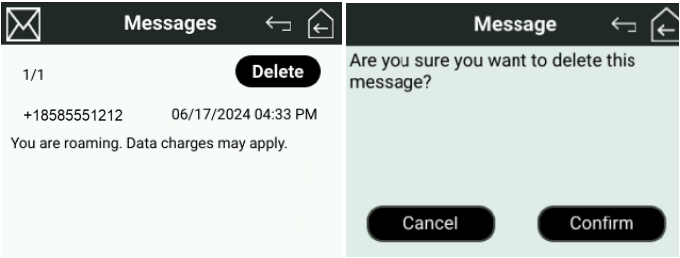 Messages
1/1
Delete
+18585551212 06/17/2024 04:33 PM
You are roaming. Data charges may apply.
Message
Are you sure you want to delete this
message?
Cancel Confirm